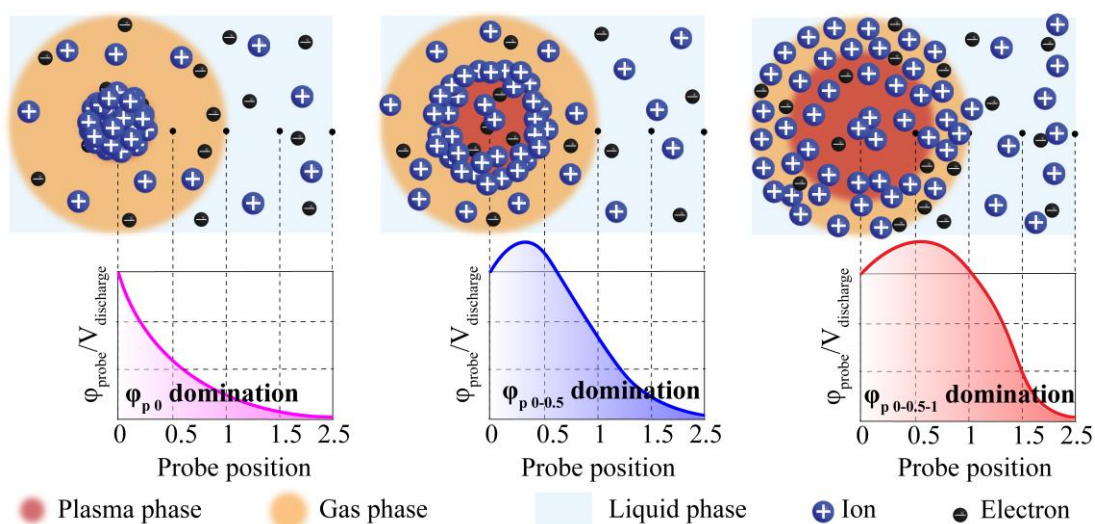 φprobe/Vdischarge
φp 0 domination
0 0.5 1 1.5 2.5
Probe position
φprobe/Vdischarge
φp 0-0.5 domination
0 0.5 1 1.5 2.5
Probe position
φprobe/Vdischarge
φp 0-0.5-1 domination
0 0.5 1 1.5 2.5
Probe position
Plasma phase Gas phase Liquid phase + Ion − Electron